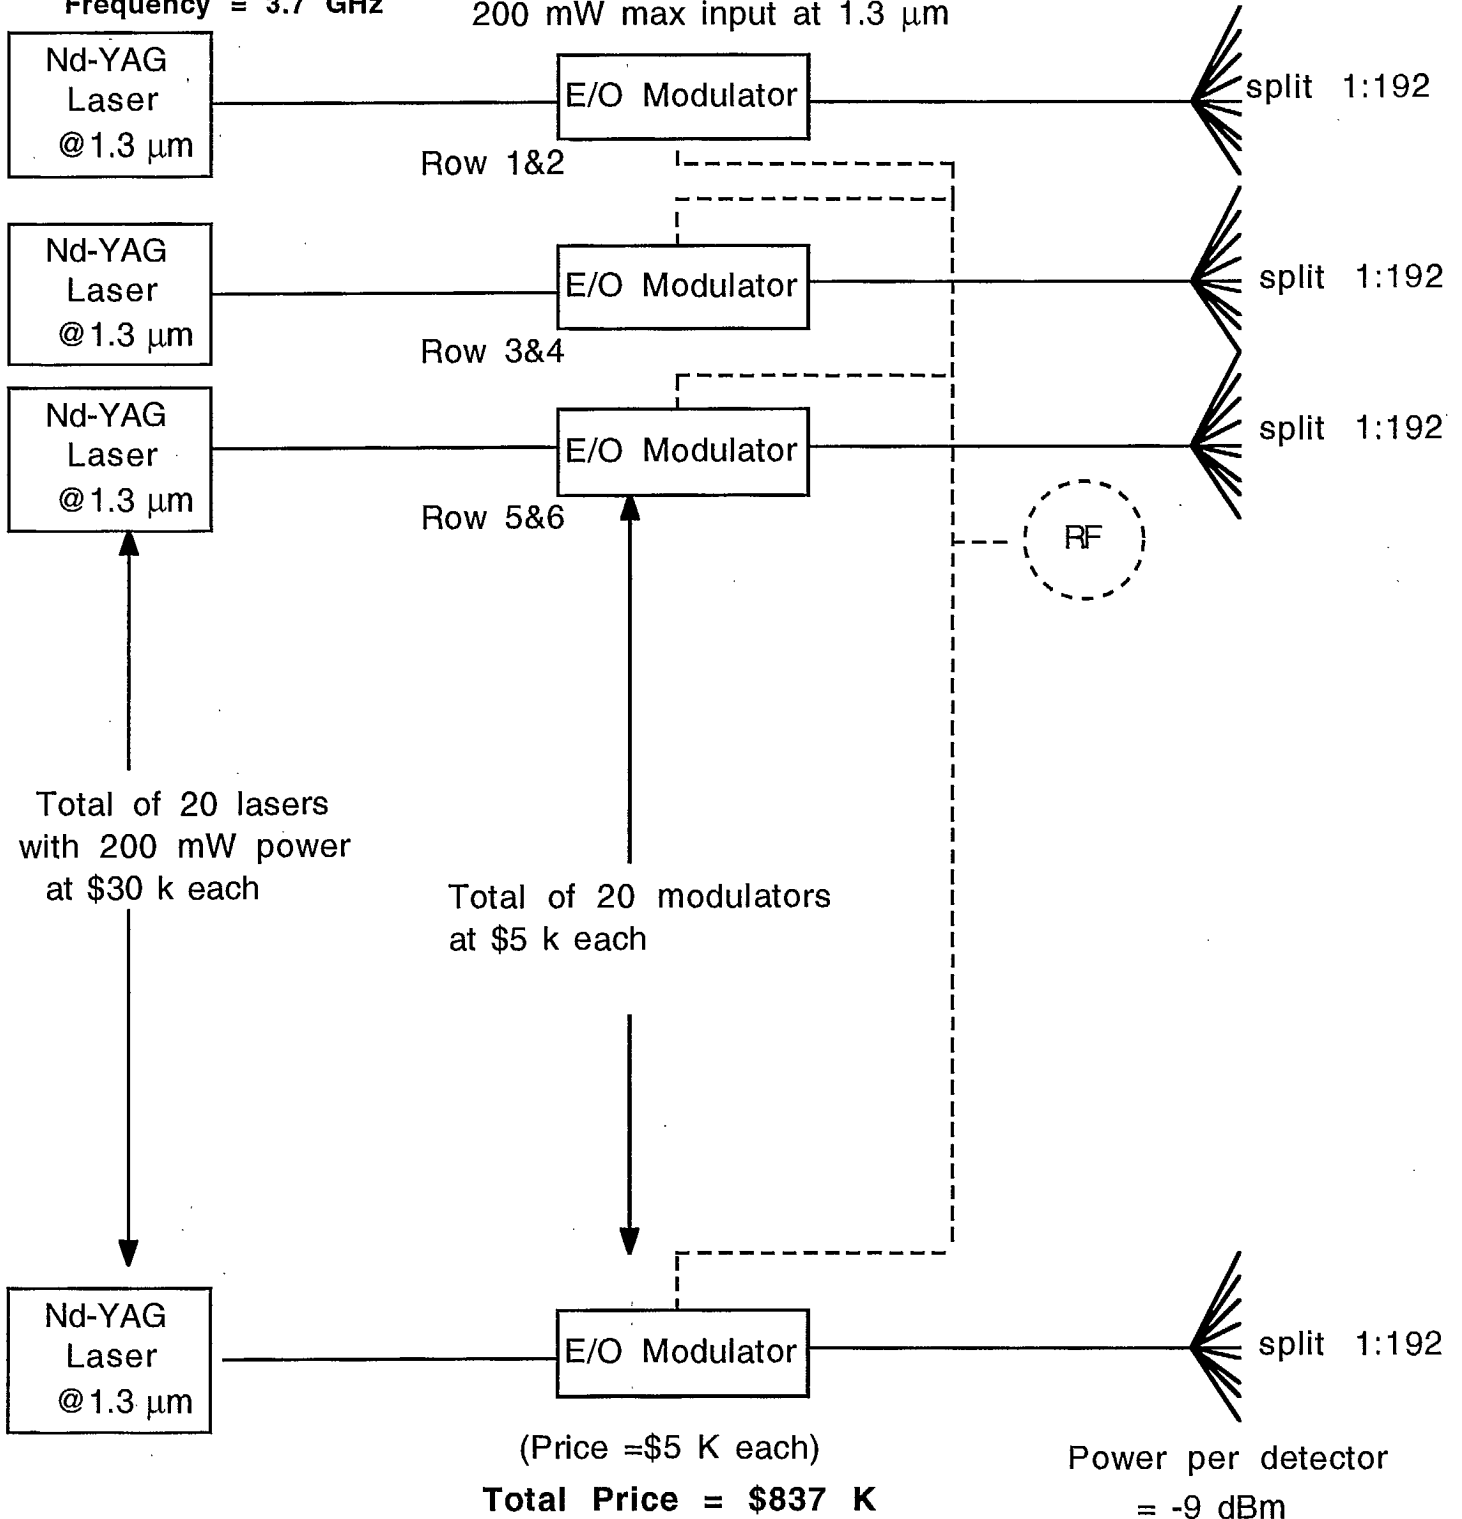 Frequency = 3.7 GHz
200 mW max input at 1.3 μm
Nd-YAG
Laser
@1.3 μm
E/O Modulator
split 1:192
Row 1&2
Nd-YAG
Laser
@1.3 μm
E/O Modulator
split 1:192
Row 3&4
Nd-YAG
Laser
@1.3 μm
E/O Modulator
split 1:192
Row 5&6
RF
Total of 20 lasers
with 200 mW power
at $30 k each
Total of 20 modulators
at $5 k each
Nd-YAG
Laser
@1.3 μm
E/O Modulator
split 1:192
(Price =$5 K each)
Total Price = $837 K
Power per detector
= -9 dBm